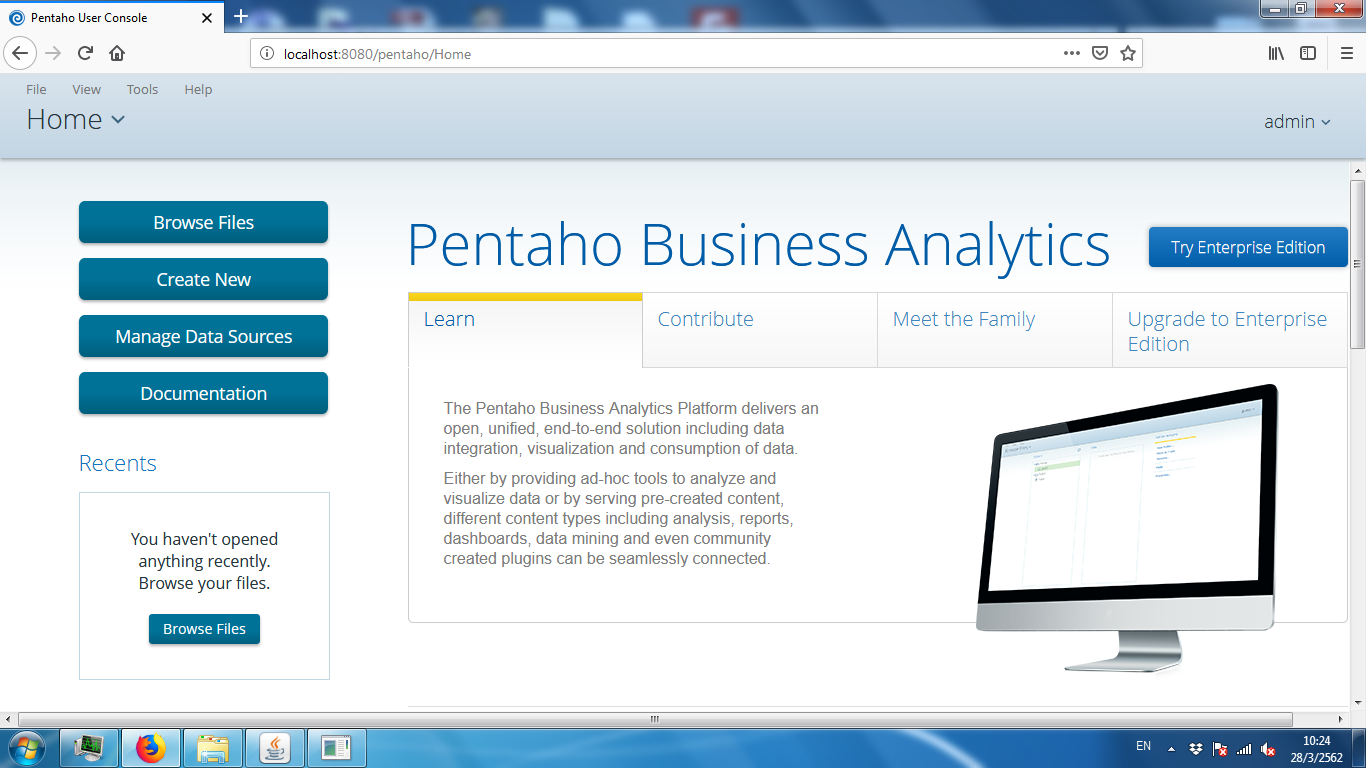 Pentaho User Console
localhost:8080/pentaho/Home
File View Tools Help
Home
admin
Browse Files
Create New
Manage Data Sources
Documentation
Recents
You haven't opened
anything recently.
Browse your files.
Browse Files
Pentaho Business Analytics
Try Enterprise Edition
Learn
Contribute
Meet the Family
Upgrade to Enterprise
Edition
The Pentaho Business Analytics Platform delivers an
open, unified, end-to-end solution including data
integration, visualization and consumption of data.
Either by providing ad-hoc tools to analyze and
visualize data or by serving pre-created content,
different content types including analysis, reports,
dashboards, data mining and even community
created plugins can be seamlessly connected.
EN
10:24
28/3/2562